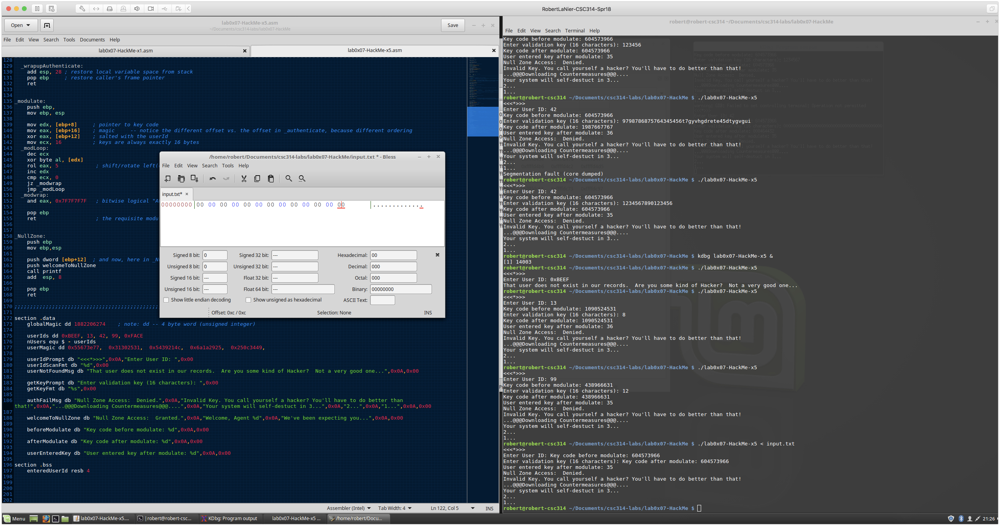 RobertLaNier-CSC314-Spr18
Open
lab0x07-HackMe-x5.asm
~/Documents/csc314-labs/lab0x07-HackMe
Save
File Edit View Search Tools Documents Help
lab0x07-HackMe-x1.asm
lab0x07-HackMe-x5.asm
128
129 _wrapupAuthenticate:
130 add esp, 28 ; restore local variable space from stack
131 pop ebp ; restore caller's frame pointer
132 ret
133
134
135 _modulate:
136 push ebp,
137 mov ebp, esp
138
139 mov edx, [ebp+8] ; pointer to key code
140 mov eax, [ebp+16] ; magic -- notice the different offset vs. the offset in _authenticate, because different ordering
141 xor eax, [ebp+12] ; salted with the userId
142 mov ecx, 16 ; keys are always exactly 16 bytes
143 _modLoop:
144 dec ecx
145 xor byte al, [edx]
146 rol eax, 5 ; shift/rotate left(
147 inc edx
148 cmp ecx, 0
149 jz _modwrap
150 jmp _modLoop
151 _modwrap:
152 and eax, 0x7F7F7F7F ; bitwise logical "A
153
154 pop ebp
155 ret ; the requisite modu
156
157
158 _NullZone:
159 push ebp
160 mov ebp,esp
161
162 push dword [ebp+12] ; and now, here in _N
163 push welcomeToNullZone
164 call printf
165 add esp, 8
166
167 pop ebp
168 ret
169
170 ;;;;;;;;;;;;;;;;;;;;;;;;;;;;;;;;;;;;;;;;;;;;;;
171
172 section .data
173 globalMagic dd 1882206274 ; note: dd -- 4 byte word (unsigned integer)
174
175 userIds dd 0xBEEF, 13, 42, 99, 0xFACE
176 nUsers equ $ - userIds
177 userMagic dd 0x55673e77, 0x31302531, 0x5439214c, 0x6a1a2925, 0x250c3449,
178
179 userIdPrompt db "<<<*>>>",0x0A,"Enter User ID: ",0x00
180 userIdScanFmt db "%d",0x00
181 userNotFoundMsg db "That user does not exist in our records.  Are you some kind of Hacker?  Not a very good one...",0x0A,0x00
182
183 getKeyPrompt db "Enter validation key (16 characters): ",0x00
184 getKeyFmt db "%s",0x00
185
186 authFailMsg db "Null Zone Access:  Denied.",0x0A,"Invalid Key. You call yourself a hacker? You'll have to do better than
that!",0x0A,"...@@@Downloading Countermeasures@@@....",0x0A,"Your system will self-destuct in 3...",0x0A,"2...",0x0A,"1...",0x0A,0x00
187
188 welcomeToNullZone db "Null Zone Access:  Granted.",0x0A,"Welcome, Agent %d",0x0A,"We've been expecting you...",0x0A,0x00
189
190 beforeModulate db "Key code before modulate: %d",0x0A,0x00
191
192 afterModulate db "Key code after modulate: %d",0x0A,0x00
193
194 userEnteredKey db "User entered key after modulate: %d",0x0A,0x00
195
196 section .bss
197 enteredUserId resb 4
198
199
200
201
202
Assembler (Intel) Tab Width: 4 Ln 122, Col 5 INS
/home/robert/Documents/csc314-labs/lab0x07-HackMe/input.txt * - Bless
File Edit View Search Tools Help
input.txt*
00000000 00 00 00 00 00 00 00 00 00 00 00 00 00 .............
Signed 8 bit: 0 Signed 32 bit: --- Hexadecimal: 00
Unsigned 8 bit: 0 Unsigned 32 bit: --- Decimal: 000
Signed 16 bit: --- Float 32 bit: --- Octal: 000
Unsigned 16 bit: --- Float 64 bit: --- Binary: 00000000
Show little endian decoding Show unsigned as hexadecimal ASCII Text:
Offset: 0xc / 0xc Selection: None INS
robert@robert-csc314 ~/Documents/csc314-labs/lab0x07-HackMe
File Edit View Search Terminal Help
Key code before modulate: 604573966
Enter validation key (16 characters): 123456
Key code after modulate: 604573966
User entered key after modulate: 35
Null Zone Access:  Denied.
Invalid Key. You call yourself a hacker? You'll have to do better than that!
...@@@Downloading Countermeasures@@@....
Your system will self-destuct in 3...
2...
1...
robert@robert-csc314 ~/Documents/csc314-labs/lab0x07-HackMe $ ./lab0x07-HackMe-x5
<<<*>>>
Enter User ID: 42
Key code before modulate: 604573966
Enter validation key (16 characters): 9798786875764345456t7gyvhgdrete45dtygvgui
Key code after modulate: 1987667767
User entered key after modulate: 36
Null Zone Access:  Denied.
Invalid Key. You call yourself a hacker? You'll have to do better than that!
...@@@Downloading Countermeasures@@@....
Your system will self-destuct in 3...
2...
1...
Segmentation fault (core dumped)
robert@robert-csc314 ~/Documents/csc314-labs/lab0x07-HackMe $ ./lab0x07-HackMe-x5
<<<*>>>
Enter User ID: 42
Key code before modulate: 604573966
Enter validation key (16 characters): 1234567890123456
Key code after modulate: 604573966
User entered key after modulate: 35
Null Zone Access:  Denied.
Invalid Key. You call yourself a hacker? You'll have to do better than that!
...@@@Downloading Countermeasures@@@....
Your system will self-destuct in 3...
2...
1...
robert@robert-csc314 ~/Documents/csc314-labs/lab0x07-HackMe $ kdbg lab0x07-HackMe-x5 &
[1] 14003
robert@robert-csc314 ~/Documents/csc314-labs/lab0x07-HackMe $ ./lab0x07-HackMe-x5
<<<*>>>
Enter User ID: 0xBEEF
That user does not exist in our records.  Are you some kind of Hacker?  Not a very good one...
robert@robert-csc314 ~/Documents/csc314-labs/lab0x07-HackMe $ ./lab0x07-HackMe-x5
<<<*>>>
Enter User ID: 13
Key code before modulate: 1090524531
Enter validation key (16 characters): 8
Key code after modulate: 1090524531
User entered key after modulate: 36
Null Zone Access:  Denied.
Invalid Key. You call yourself a hacker? You'll have to do better than that!
...@@@Downloading Countermeasures@@@....
Your system will self-destuct in 3...
2...
1...
robert@robert-csc314 ~/Documents/csc314-labs/lab0x07-HackMe $ ./lab0x07-HackMe-x5
<<<*>>>
Enter User ID: 99
Key code before modulate: 438966631
Enter validation key (16 characters): 12
Key code after modulate: 438966631
User entered key after modulate: 35
Null Zone Access:  Denied.
Invalid Key. You call yourself a hacker? You'll have to do better than that!
...@@@Downloading Countermeasures@@@....
Your system will self-destuct in 3...
2...
1...
robert@robert-csc314 ~/Documents/csc314-labs/lab0x07-HackMe $ ./lab0x07-HackMe-x5 < input.txt
<<<*>>>
Enter User ID: Key code before modulate: 604573966
Enter validation key (16 characters): Key code after modulate: 604573966
User entered key after modulate: 35
Null Zone Access:  Denied.
Invalid Key. You call yourself a hacker? You'll have to do better than that!
...@@@Downloading Countermeasures@@@....
Your system will self-destuct in 3...
2...
1...
robert@robert-csc314 ~/Documents/csc314-labs/lab0x07-HackMe $
Menu lab0x07-HackMe-x5.... |robert@robert-csc... KDbg: Program output lab0x07-HackMe-x5 ... /home/robert/Docu... 21:26